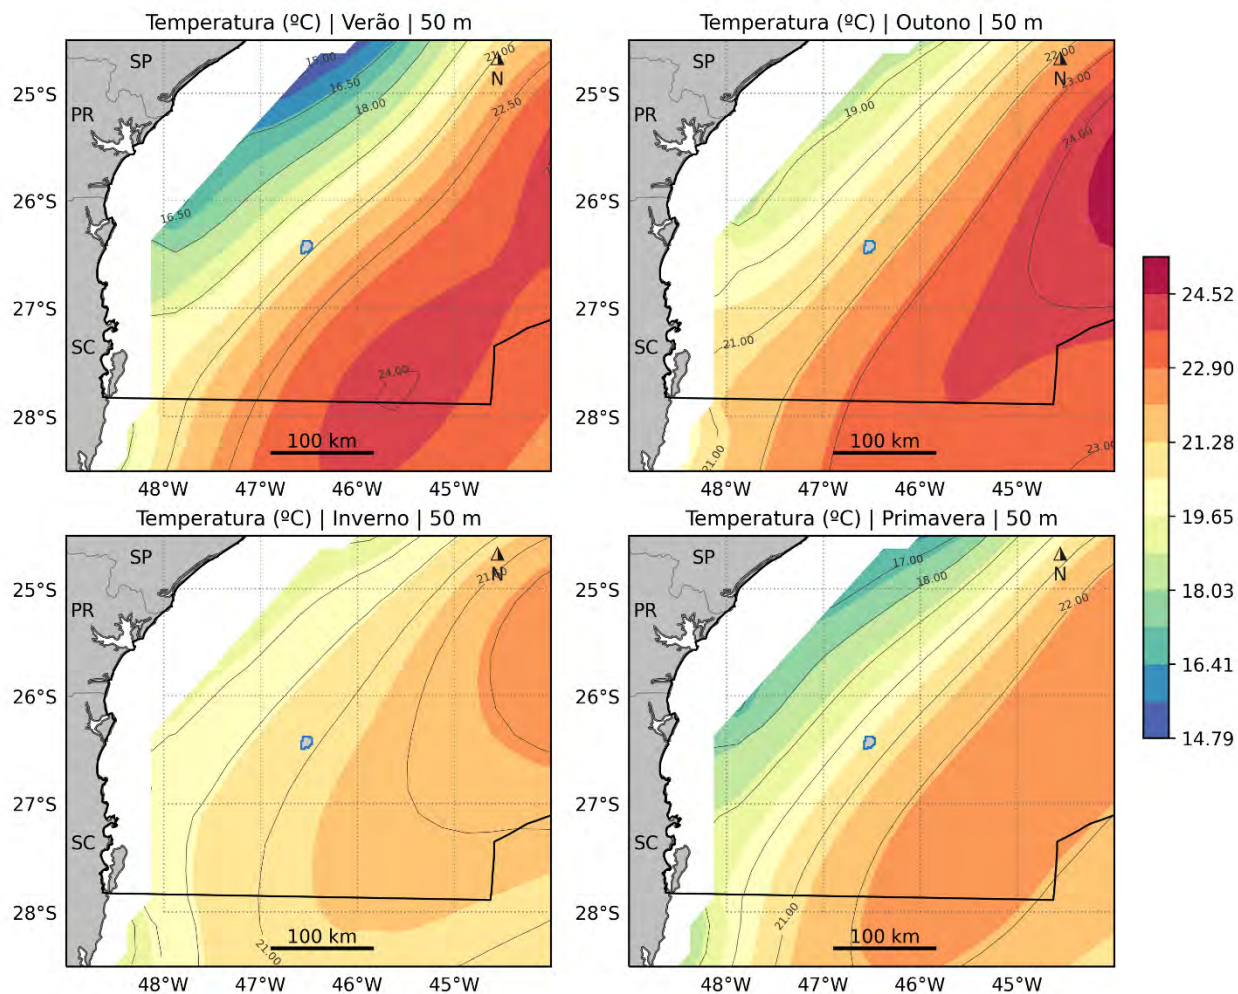 Temperatura (ºC) | Verão | 50 m
SP
PR
SC
N
15.00
16.50
18.00
21.00
22.50
16.50
24.00
100 km
25°S
26°S
27°S
28°S
48°W 47°W 46°W 45°W
Temperatura (ºC) | Outono | 50 m
SP
PR
SC
N
22.00
23.00
19.00
24.00
21.00
21.00
23.00
100 km
25°S
26°S
27°S
28°S
48°W 47°W 46°W 45°W
Temperatura (ºC) | Inverno | 50 m
SP
PR
SC
N
21.00
100 km
25°S
26°S
27°S
28°S
48°W 47°W 46°W 45°W
Temperatura (ºC) | Primavera | 50 m
SP
PR
SC
N
17.00
18.00
22.00
21.00
100 km
25°S
26°S
27°S
28°S
48°W 47°W 46°W 45°W
24.52
22.90
21.28
19.65
18.03
16.41
14.79